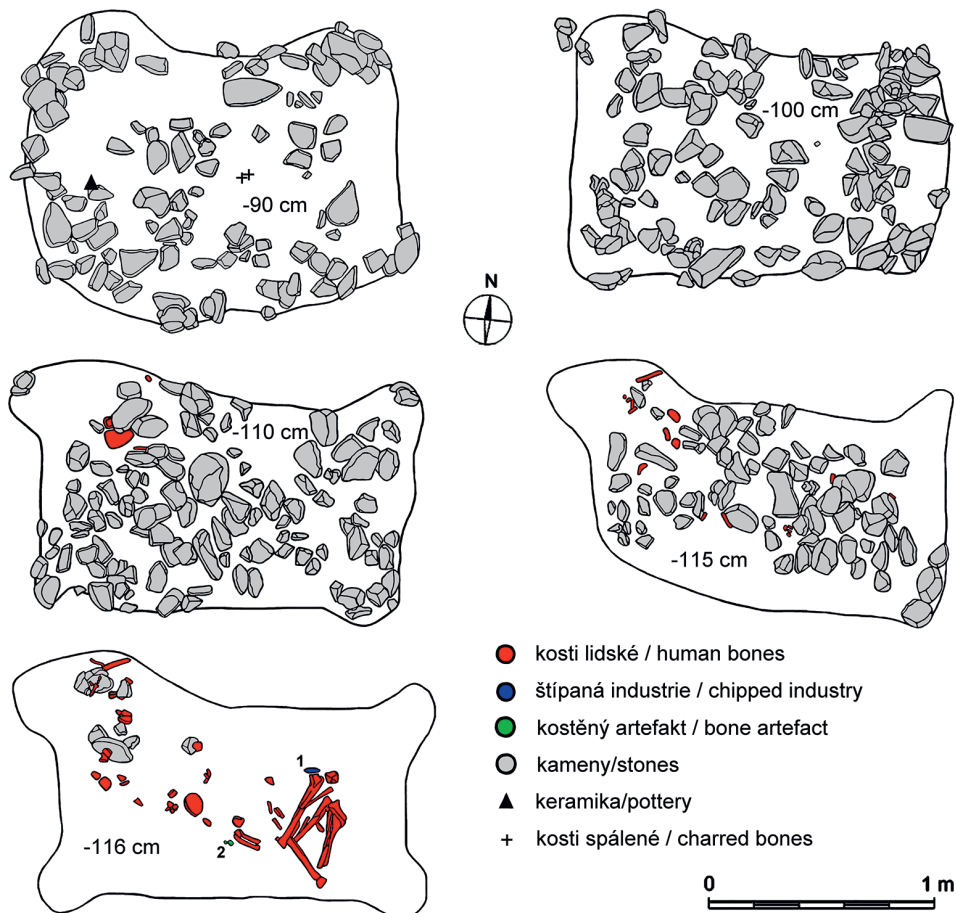 -90 cm
-100 cm
N
-110 cm
-115 cm
-116 cm
1
2
kosti lidské / human bones
štípaná industrie / chipped industry
kostěný artefakt / bone artefact
kameny/stones
keramika/pottery
kosti spálené / charred bones
0 1 m